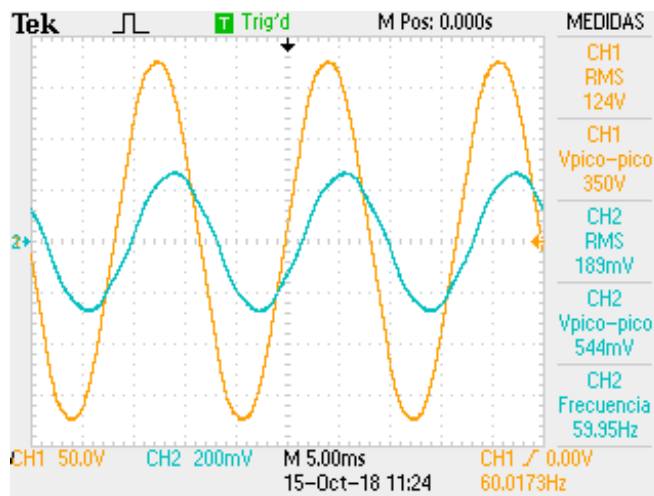 Tek T Trig'd M Pos: 0.000s MEDIDAS
CH1
RMS
124V
CH1
Vpico-pico
350V
2
CH2
RMS
189mV
CH2
Vpico-pico
544mV
CH2
Frecuencia
59.95Hz
CH1 50.0V CH2 200mV M 5.00ms CH1 0.00V
15-Oct-18 11:24 60.0173Hz